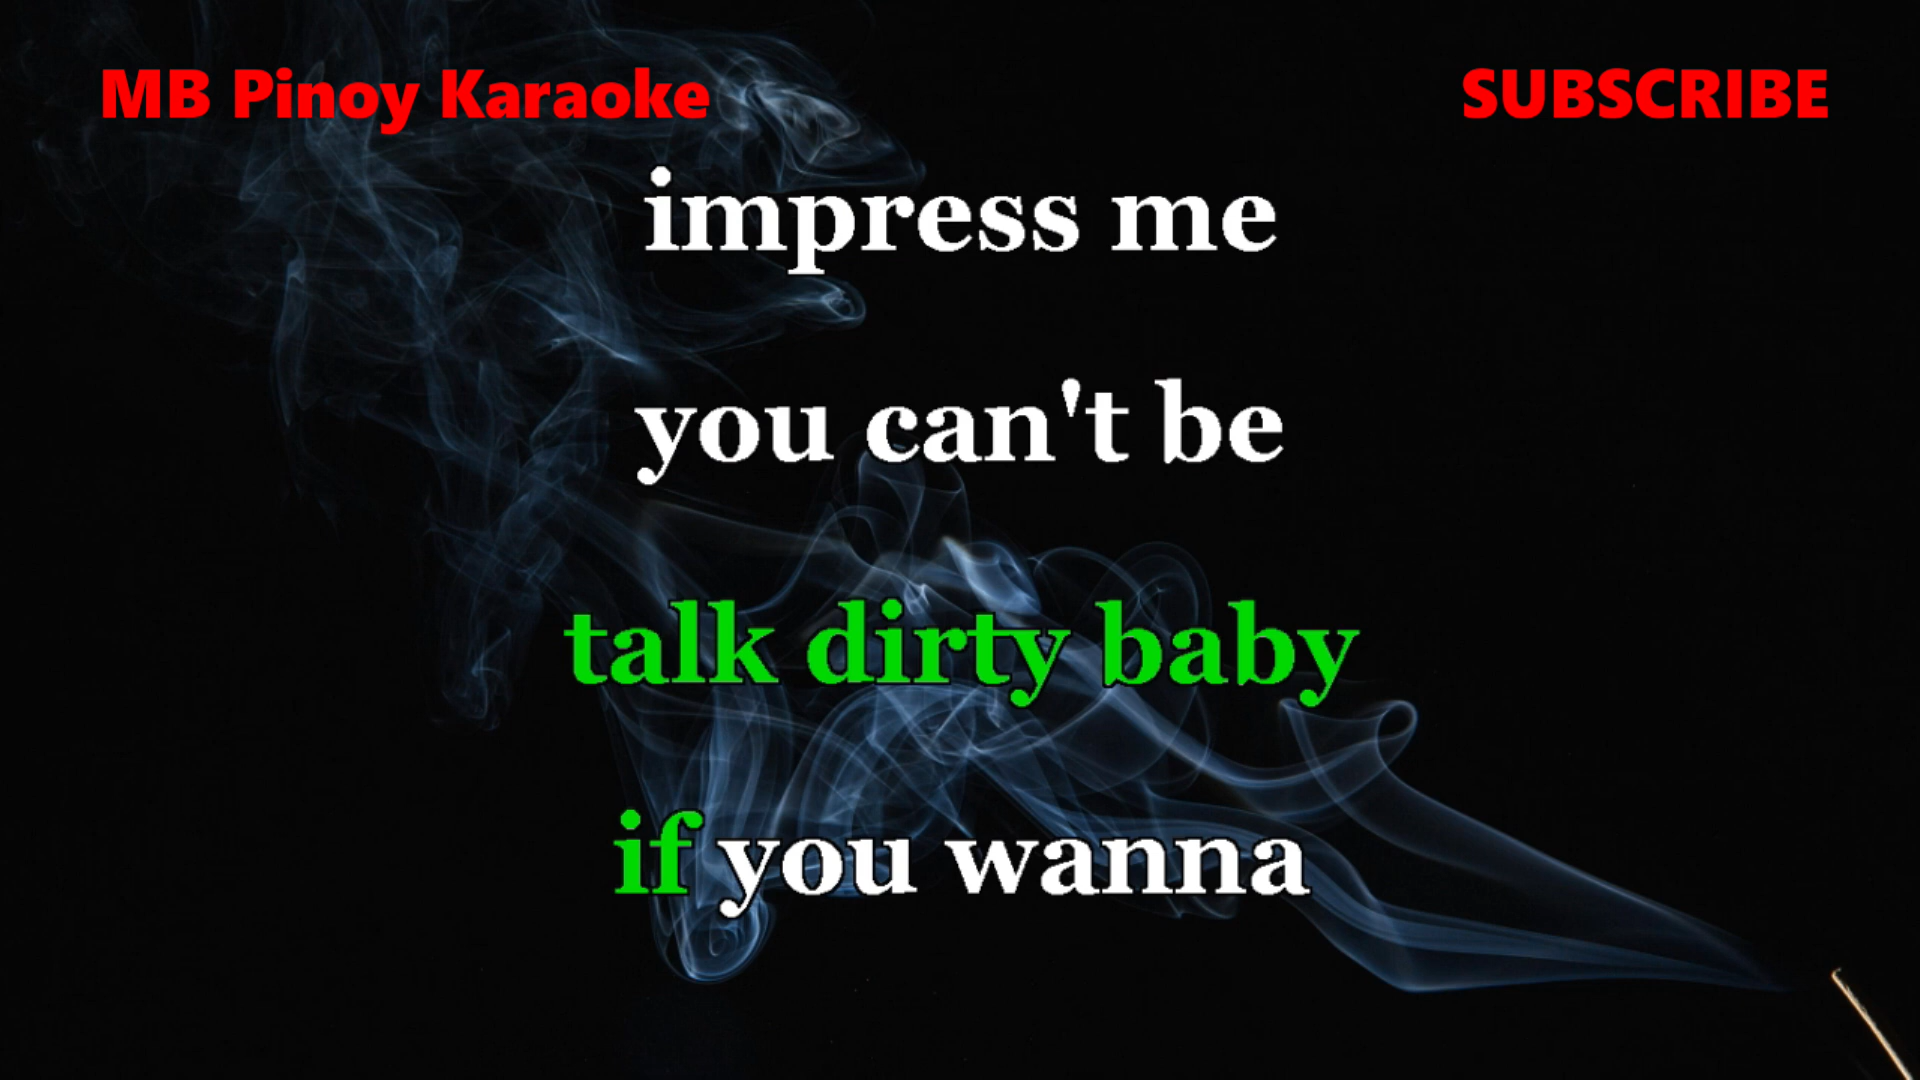 MB Pinoy Karaoke
SUBSCRIBE
impress me
you can't be
talk dirty baby
if you wanna